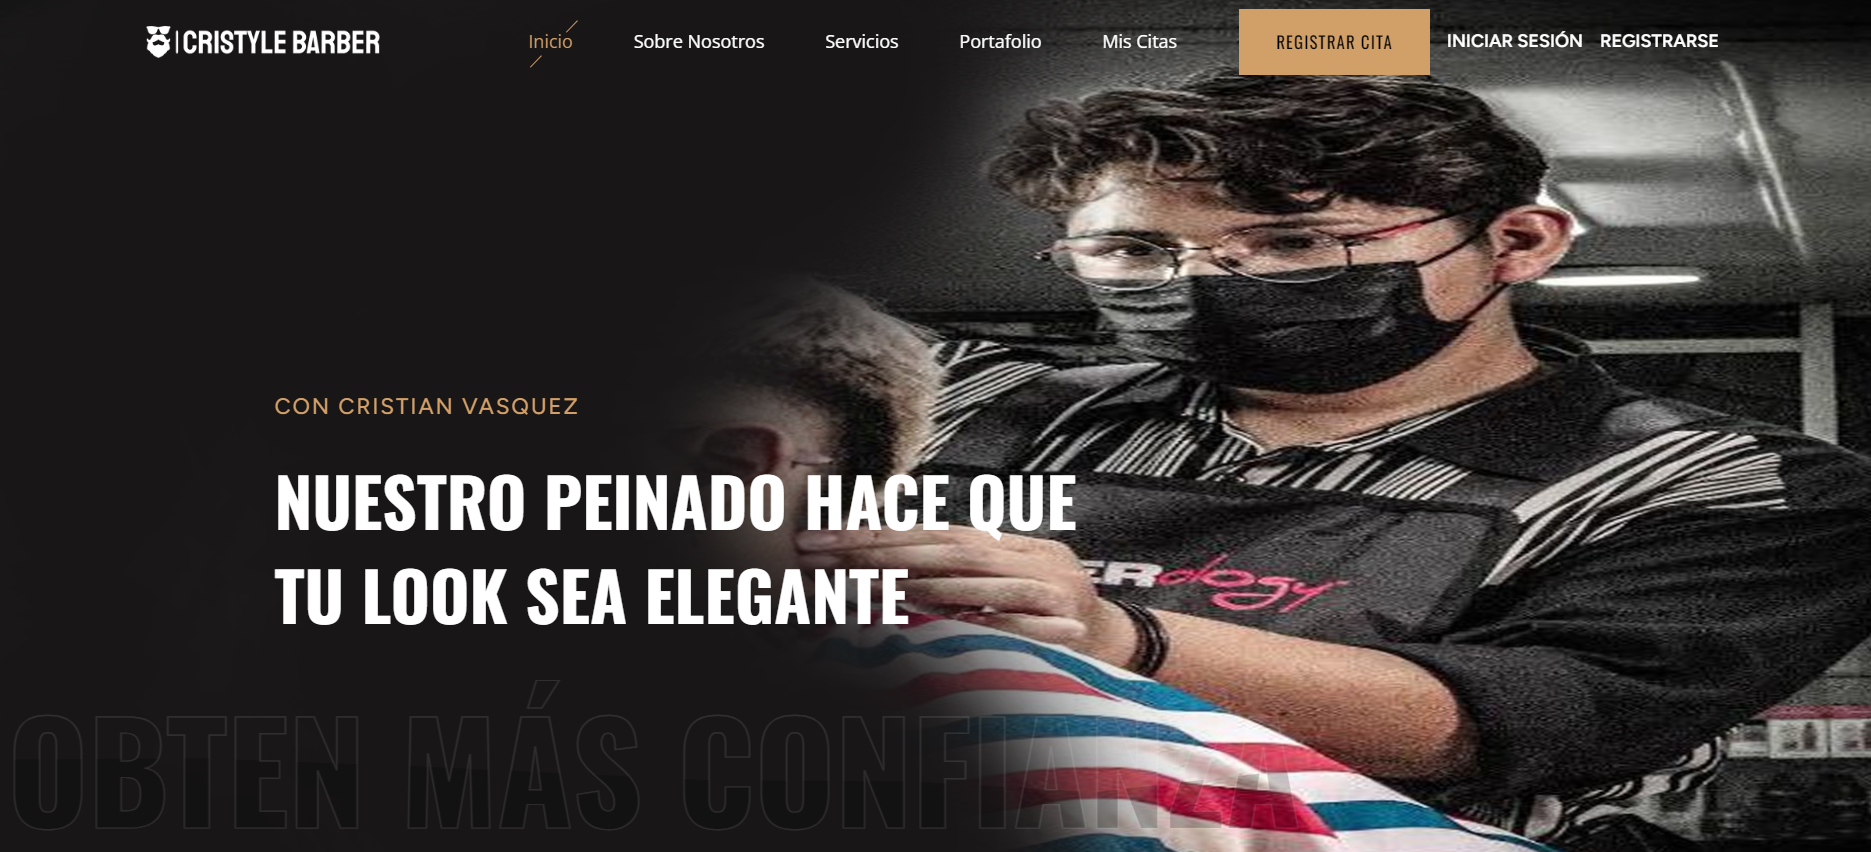 CRISTYLE BARBER
Inicio
Sobre Nosotros
Servicios
Portafolio
Mis Citas
REGISTRAR CITA
INICIAR SESIÓN
REGISTRARSE
CON CRISTIAN VASQUEZ
NUESTRO PEINADO HACE QUE
TU LOOK SEA ELEGANTE
ERdogy
OBTEN MÁS CONFIANZA